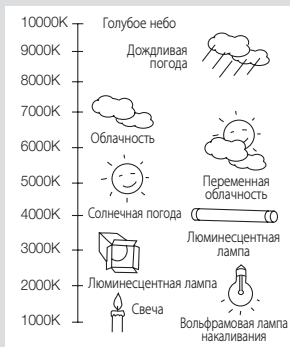 10000K Голубое небо
9000K Дождливая
погода
8000K
7000K
Облачность
6000K
5000K Переменная
облачность
4000K Солнечная погода
Люминесцентная
лампа
3000K
2000K Люминесцентная лампа
Свеча
1000K Вольфрамовая лампа
накаливания